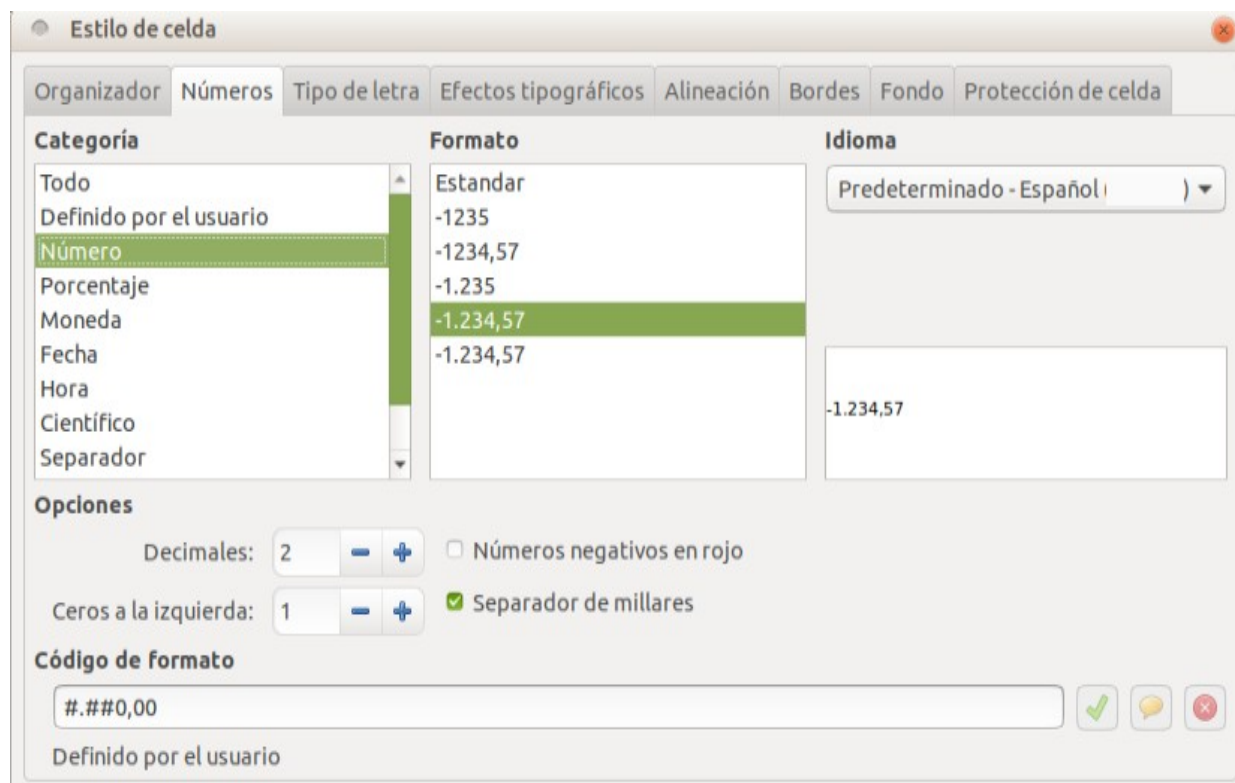 Estilo de celda
Organizador Números Tipo de letra Efectos tipográficos Alineación Bordes Fondo Protección de celda
Categoría
Todo
Definido por el usuario
Número
Porcentaje
Moneda
Fecha
Hora
Científico
Separador
Formato
Estandar
-1235
-1234,57
-1.235
-1.234,57
-1.234,57
Idioma
Predeterminado - Español ( )
-1.234,57
Opciones
Decimales: 2
Números negativos en rojo
Ceros a la izquierda: 1
Separador de millares
Código de formato
#.##0,00
Definido por el usuario